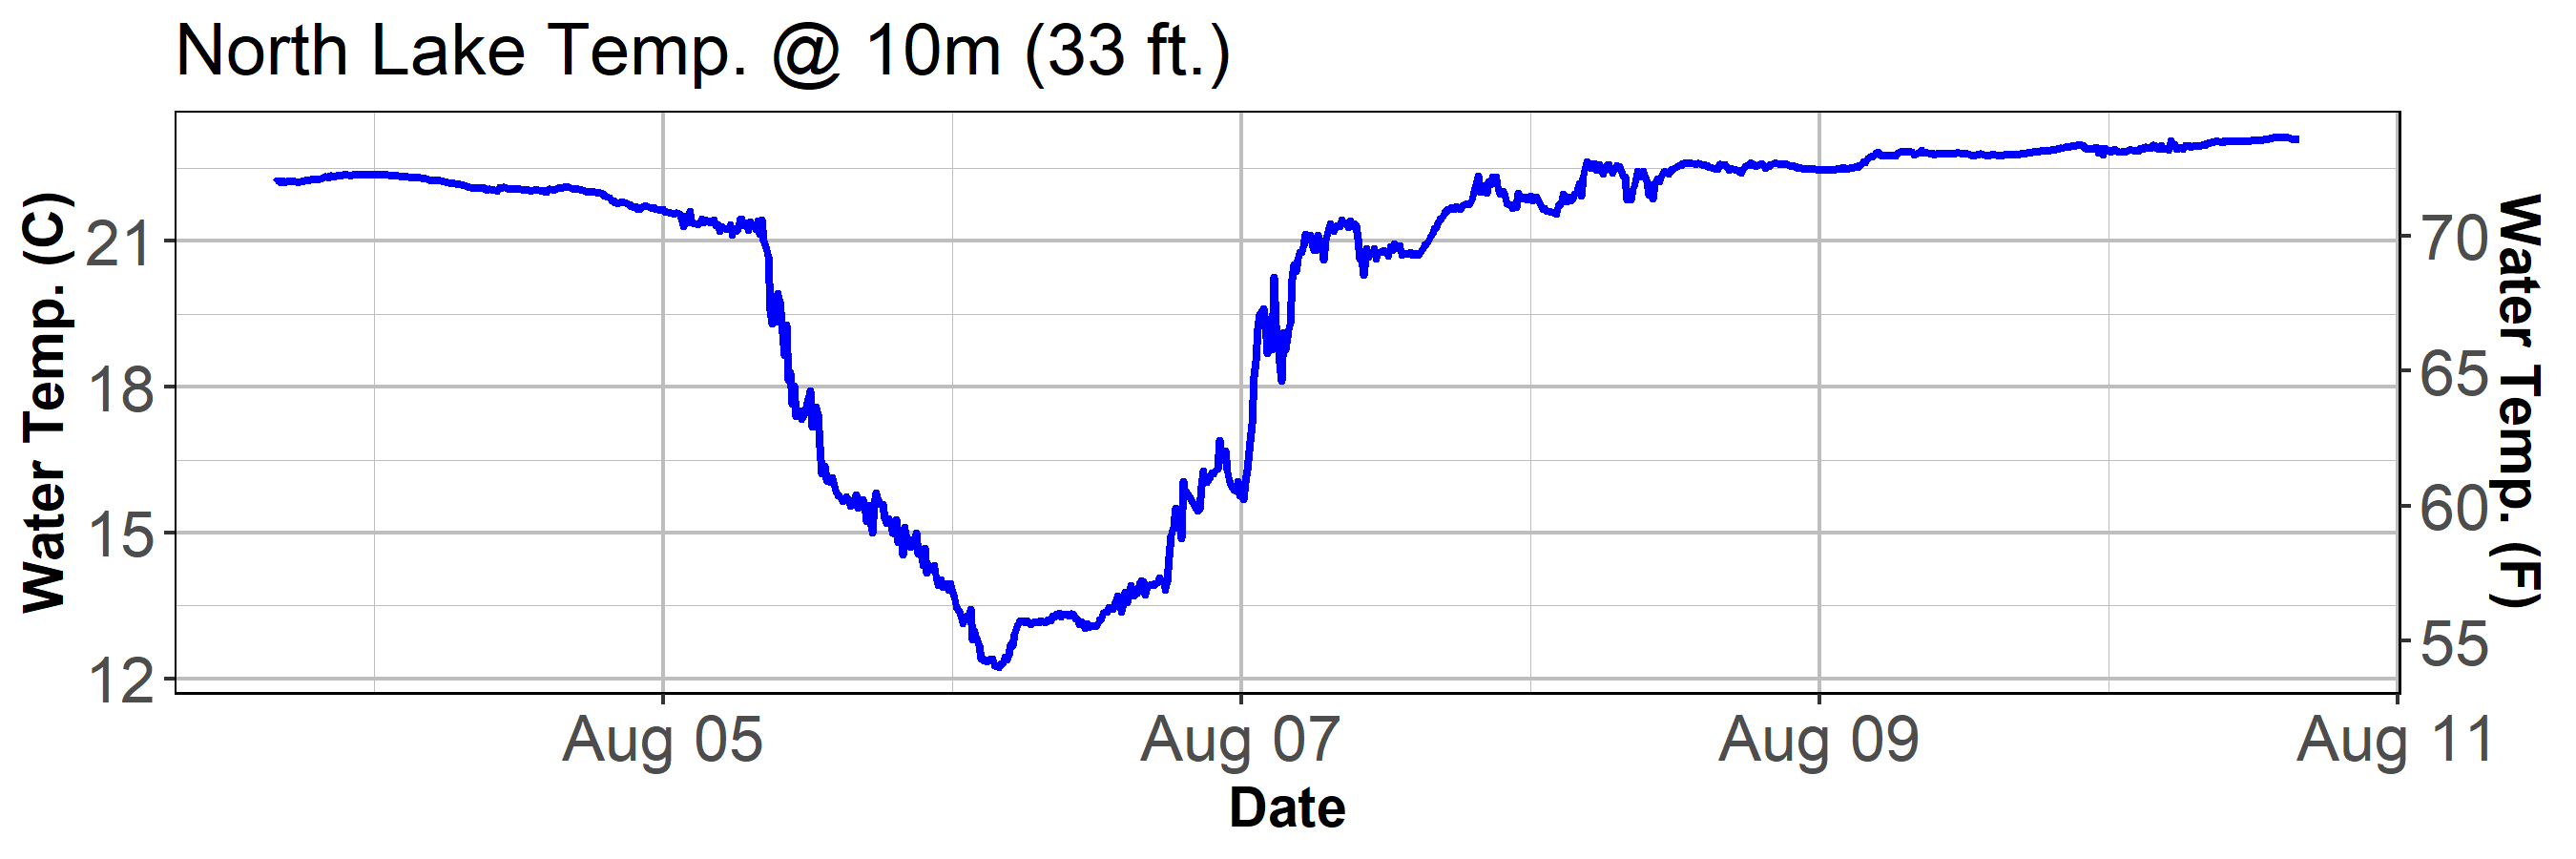 North Lake Temp. @ 10m (33 ft.)
Water Temp. (C)
21
18
15
12
70
65
60
55
Water Temp. (F)
Aug 05
Aug 07
Aug 09
Aug 11
Date